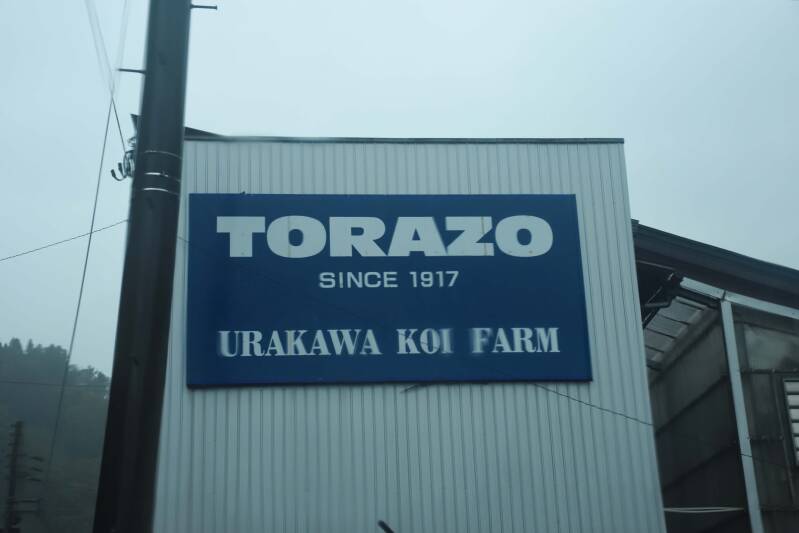 TORAZO
SINCE 1917
URAKAWA KOI FARM